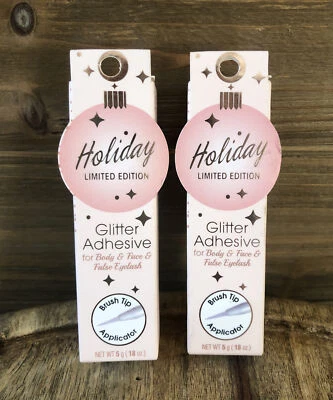 Holiday
LIMITED EDITION
Glitter
Adhesive
for Body & Face &
False Eyelash
Brush Tip
Applicator
NET WT 5 g (18 oz.)
Holiday
LIMITED EDITION
Glitter
Adhesive
for Body & Face &
False Eyelash
Brush Tip
Applicator
NET WT 5 g (18 oz.)